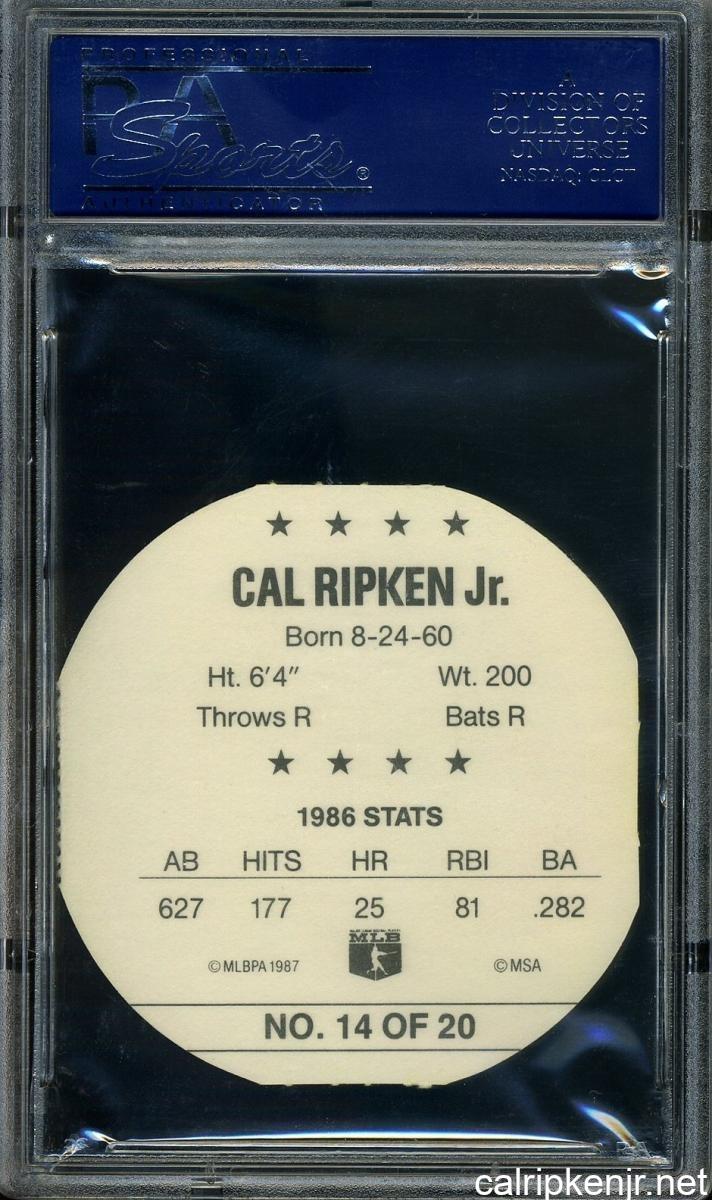 PROFESSIONAL
PSA
Sports®
AUTHENTICATOR
A
DIVISION OF
COLLECTORS
UNIVERSE
NASDAQ: CLCT
CAL RIPKEN Jr.
Born 8-24-60
Ht. 6'4" Wt. 200
Throws R Bats R
1986 STATS
AB HITS HR RBI BA
627 177 25 81 .282
MLB
©MLBPA 1987 ©MSA
NO. 14 OF 20
calripkenjr.net